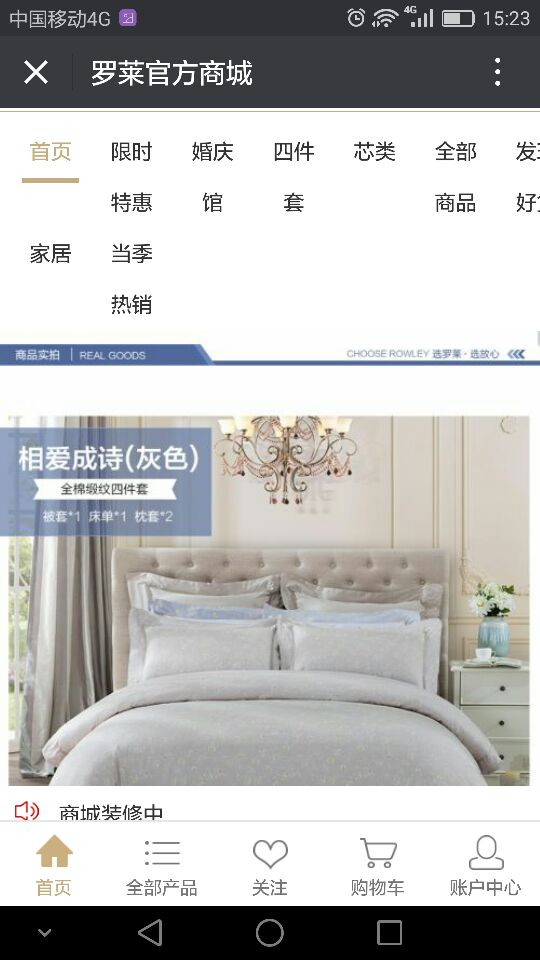 中国移动4G 4G 15:23
罗莱官方商城
首页 限时 婚庆 四件 芯类 全部 发现
特惠 馆 套 商品
家居 当季
热销
商品实拍 REAL GOODS CHOOSE ROWLEY 选罗莱·选放心
相爱成诗(灰色)
全棉缎纹四件套
被套*1 床单*1 枕套*2
商城装修中
首页 全部产品 关注 购物车 账户中心